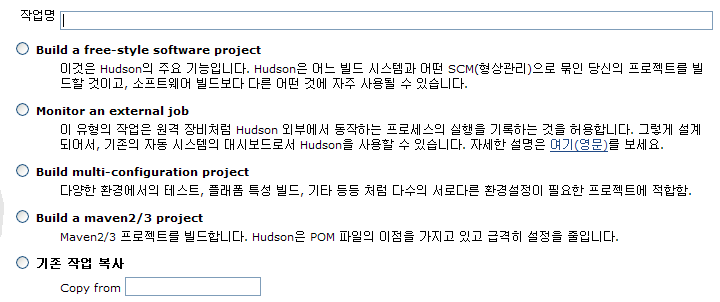 작업명
Build a free-style software project
이것은 Hudson의 주요 기능입니다. Hudson은 어느 빌드 시스템과 어떤 SCM(형상관리)으로 묶인 당신의 프로젝트를 빌
드할 것이고, 소프트웨어 빌드보다 다른 어떤 것에 자주 사용될 수 있습니다.
Monitor an external job
이 유형의 작업은 원격 장비처럼 Hudson 외부에서 동작하는 프로세스의 실행을 기록하는 것을 허용합니다. 그렇게 설계
되어서, 기존의 자동 시스템의 대시보드로서 Hudson을 사용할 수 있습니다. 자세한 설명은 여기(영문)를 보세요.
Build multi-configuration project
다양한 환경에서의 테스트, 플래폼 특성 빌드, 기타 등등 처럼 다수의 서로다른 환경설정이 필요한 프로젝트에 적합함.
Build a maven2/3 project
Maven2/3 프로젝트를 빌드합니다. Hudson은 POM 파일의 이점을 가지고 있고 급격히 설정을 줄입니다.
기존 작업 복사
Copy from